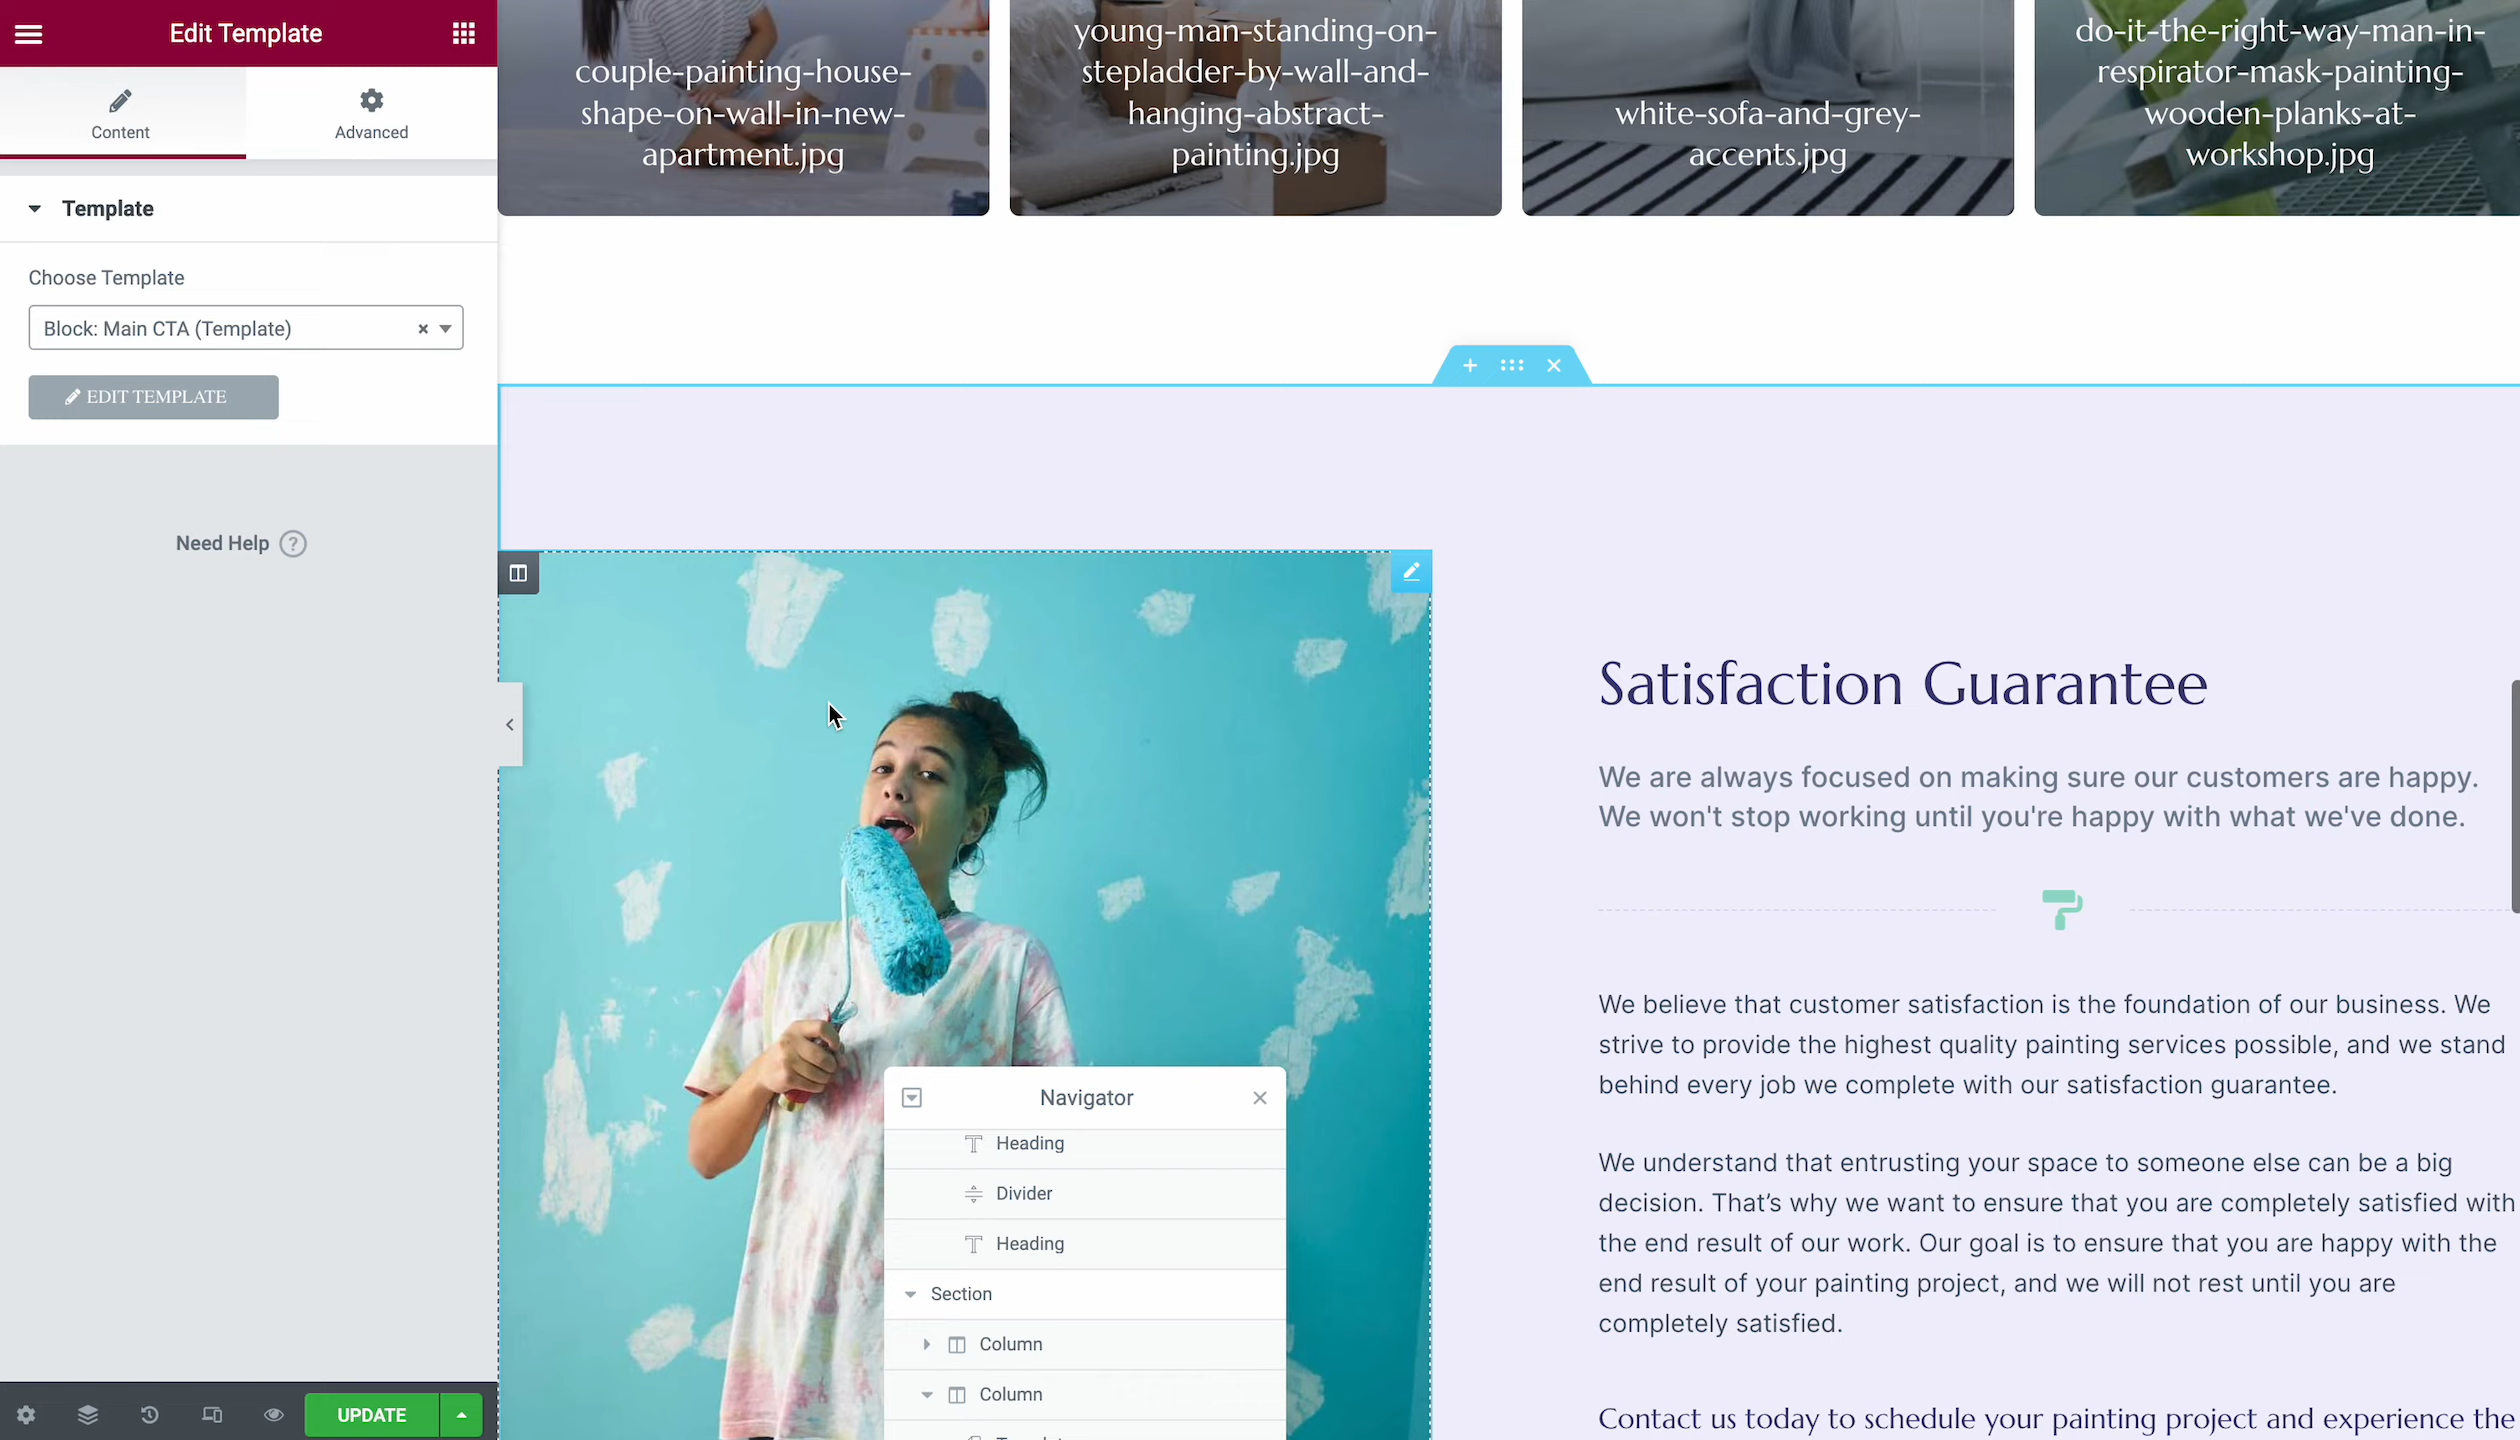 Edit Template
Content
Advanced
Template
Choose Template
Block: Main CTA (Template)
EDIT TEMPLATE
Need Help
UPDATE
couple-painting-house-
shape-on-wall-in-new-
apartment.jpg
young-man-standing-on-
stepladder-by-wall-and-
hanging-abstract-
painting.jpg
white-sofa-and-grey-
accents.jpg
do-it-the-right-way-man-in-
respirator-mask-painting-
wooden-planks-at-
workshop.jpg
Satisfaction Guarantee
We are always focused on making sure our customers are happy.
We won't stop working until you're happy with what we've done.
We believe that customer satisfaction is the foundation of our business. We
strive to provide the highest quality painting services possible, and we stand
behind every job we complete with our satisfaction guarantee.
We understand that entrusting your space to someone else can be a big
decision. That’s why we want to ensure that you are completely satisfied with
the end result of our work. Our goal is to ensure that you are happy with the
end result of your painting project, and we will not rest until you are
completely satisfied.
Contact us today to schedule your painting project and experience the
Navigator
Heading
Divider
Heading
Section
Column
Column